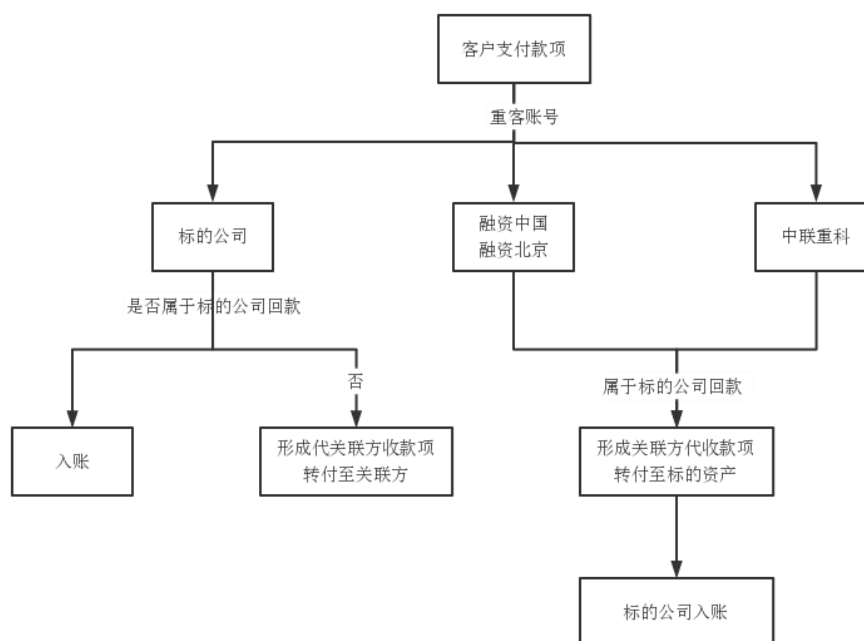 客户支付款项
重客账号
标的公司
融资中国
融资北京
中联重科
是否属于标的公司回款
否
属于标的公司回款
入账
形成代关联方收款项
转付至关联方
形成关联方代收款项
转付至标的资产
标的公司入账